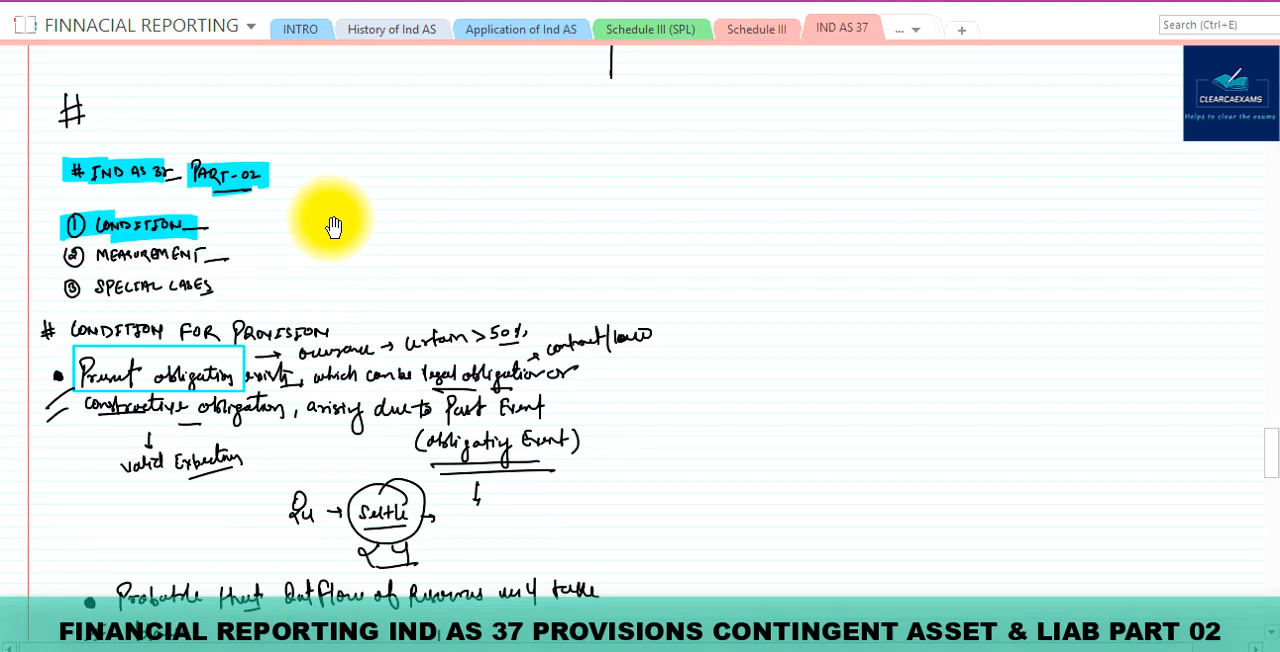 FINNACIAL REPORTING
INTRO
History of Ind AS
Application of Ind AS
Schedule III (SPL)
Schedule III
IND AS 37
...
+
Search (Ctrl+E)
CLEARCAEXAMS
Helps to clear the exams
#
# IND AS 37 PART-02
① CONDITION
② MEASUREMENT
③ SPECIAL CASES
# CONDITION FOR PROVISION
→ → certain > 50%
→ contract/law
• Present obligation exists, which can be legal obligation or
constructive obligation, arising due to Past Event
(obligating Event)
↓
valid Expectation
→ Settle →
• Probable that Outflow of Resources will take
FINANCIAL REPORTING IND AS 37 PROVISIONS CONTINGENT ASSET & LIAB PART 02